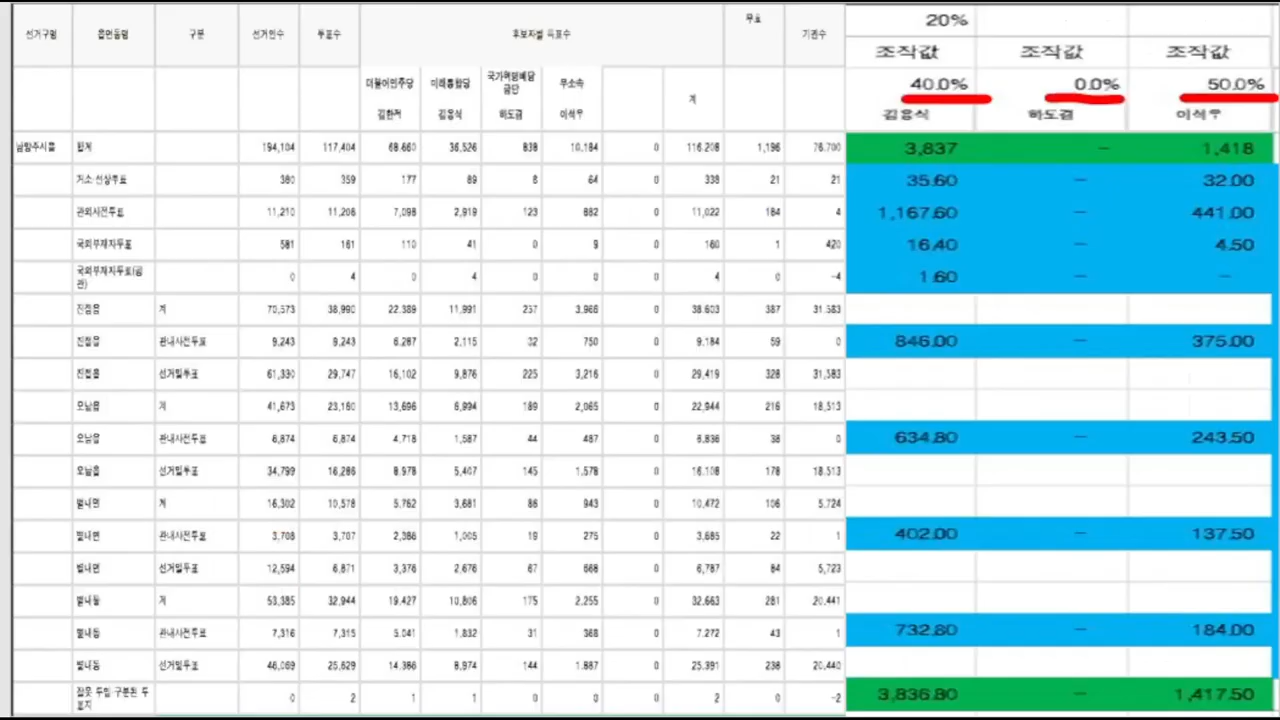 선거구명 읍면동명 구분 선거인수 투표수 후보자별 득표수 무효 기권수 20%
조작값 조작값 조작값
더불어민주당 미래통합당 국가혁명배당금당 무소속 계 40.0% 0.0% 50.0%
김한정 김용식 하도겸 이석우 김용식 하도겸 이석우
남양주시을 합계 194,104 117,404 68,660 36,526 838 10,184 0 116,208 1,196 76,700 3,837 – 1,418
거소·선상투표 380 359 177 89 8 64 0 338 21 21 35.60 – 32.00
관외사전투표 11,210 11,206 7,098 2,919 123 882 0 11,022 184 4 1,167.60 – 441.00
국외부재자투표 581 161 110 41 0 9 0 160 1 420 16.40 – 4.50
국외부재자투표(공관) 0 4 0 4 0 0 0 4 0 -4 1.60 – –
진접읍 계 70,573 38,990 22,389 11,991 257 3,966 0 38,603 387 31,583
진접읍 관내사전투표 9,243 9,243 6,287 2,115 32 750 0 9,184 59 0 846.00 – 375.00
진접읍 선거일투표 61,330 29,747 16,102 9,876 225 3,216 0 29,419 328 31,583
오남읍 계 41,673 23,160 13,696 6,994 189 2,065 0 22,944 216 18,513
오남읍 관내사전투표 6,874 6,874 4,718 1,587 44 487 0 6,836 38 0 634.80 – 243.50
오남읍 선거일투표 34,799 16,286 8,978 5,407 145 1,578 0 16,108 178 18,513
별내면 계 16,302 10,578 5,762 3,681 86 943 0 10,472 106 5,724
별내면 관내사전투표 3,708 3,707 2,386 1,005 19 275 0 3,685 22 1 402.00 – 137.50
별내면 선거일투표 12,594 6,871 3,376 2,676 67 668 0 6,787 84 5,723
별내동 계 53,385 32,944 19,427 10,806 175 2,255 0 32,663 281 20,441
별내동 관내사전투표 7,316 7,315 5,041 1,832 31 368 0 7,272 43 1 732.80 – 184.00
별내동 선거일투표 46,069 25,629 14,386 8,974 144 1,887 0 25,391 238 20,440
잘못 투입·구분된 투표지 0 2 1 1 0 0 0 2 0 -2 3,836.80 – 1,417.50